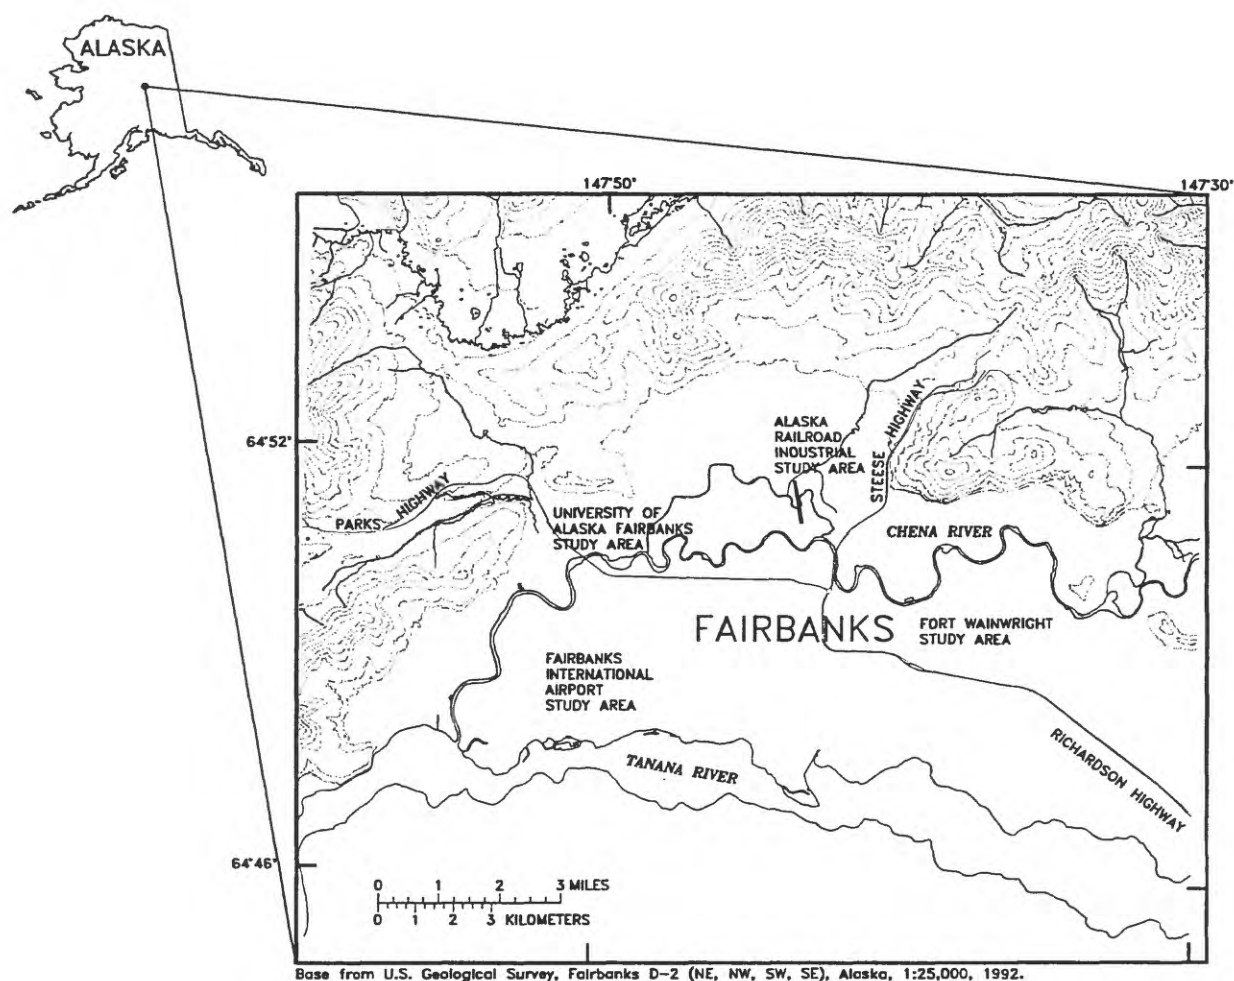 ALASKA
147°50'
147°30'
64°52'
ALASKA
RAILROAD
INDUSTRIAL
STUDY AREA
STEESE HIGHWAY
PARKS HIGHWAY
UNIVERSITY OF
ALASKA FAIRBANKS
STUDY AREA
CHENA RIVER
FAIRBANKS
FORT WAINWRIGHT
STUDY AREA
FAIRBANKS
INTERNATIONAL
AIRPORT
STUDY AREA
TANANA RIVER
RICHARDSON HIGHWAY
64°46'
0 1 2 3 MILES
0 1 2 3 KILOMETERS
Base from U.S. Geological Survey, Fairbanks D-2 (NE, NW, SW, SE), Alaska, 1:25,000, 1992.